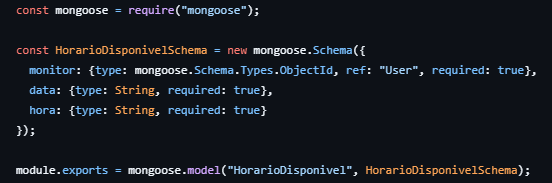 const mongoose = require("mongoose");
const HorarioDisponivelSchema = new mongoose.Schema({
monitor: {type: mongoose.Schema.Types.ObjectId, ref: "User", required: true},
data: {type: String, required: true},
hora: {type: String, required: true}
});
module.exports = mongoose.model("HorarioDisponivel", HorarioDisponivelSchema);